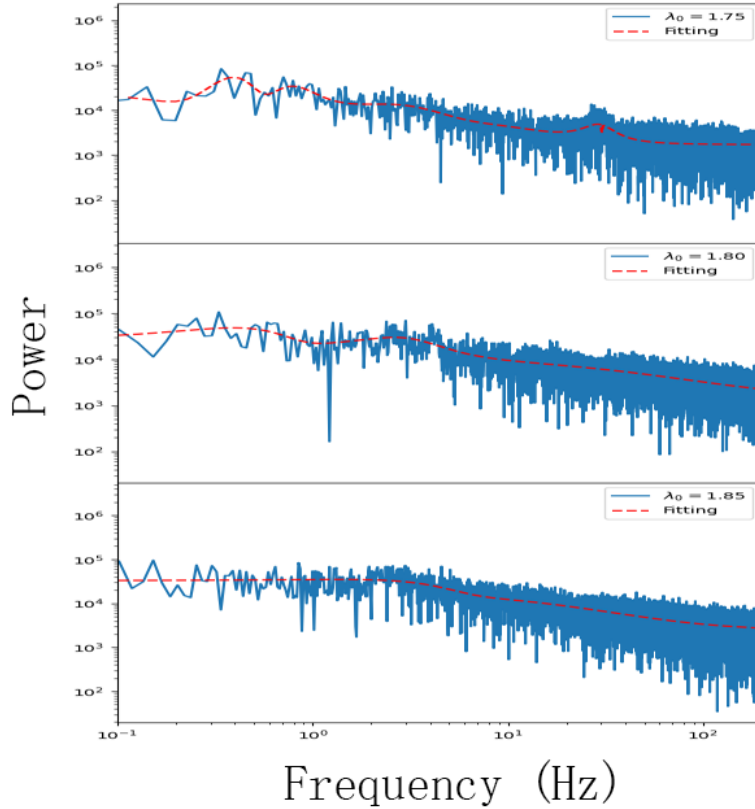 10⁶
10⁵
10⁴
10³
10²
λ₀ = 1.75
Fitting
10⁶
10⁵
10⁴
10³
10²
λ₀ = 1.80
Fitting
Power
10⁶
10⁵
10⁴
10³
10²
λ₀ = 1.85
Fitting
10⁻¹ 10⁰ 10¹ 10²
Frequency (Hz)